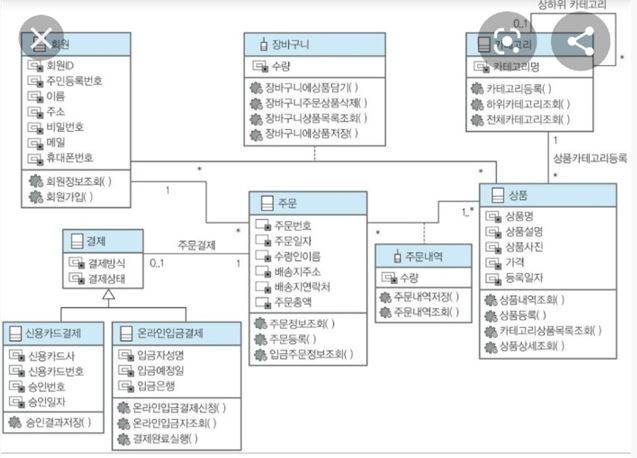 상하위 카테고리
0..1
*
회원
회원ID
주민등록번호
이름
주소
비밀번호
메일
휴대폰번호
회원정보조회( )
회원가입( )
장바구니
수량
장바구니에상품담기( )
장바구니주문상품삭제( )
장바구니상품목록조회( )
장바구니에상품저장( )
카테고리
카테고리명
카테고리등록( )
하위카테고리조회( )
전체카테고리조회( )
1
상품카테고리등록
*
*
*
1
*
주문
주문번호
주문일자
수령인이름
배송지주소
배송지연락처
주문총액
주문정보조회( )
주문등록( )
입금주문정보조회( )
*
1..*
주문내역
수량
주문내역저장( )
주문내역조회( )
상품
상품명
상품설명
상품사진
가격
등록일자
상품내역조회( )
상품등록( )
카테고리상품목록조회( )
상품상세조회( )
결제
결제방식
결제상태
주문결제
0..1
1
신용카드결제
신용카드사
신용카드번호
승인번호
승인일자
승인결과저장( )
온라인입금결제
입금자성명
입금예정일
입금은행
온라인입금결제신청( )
온라인입금자조회( )
결제완료실행( )